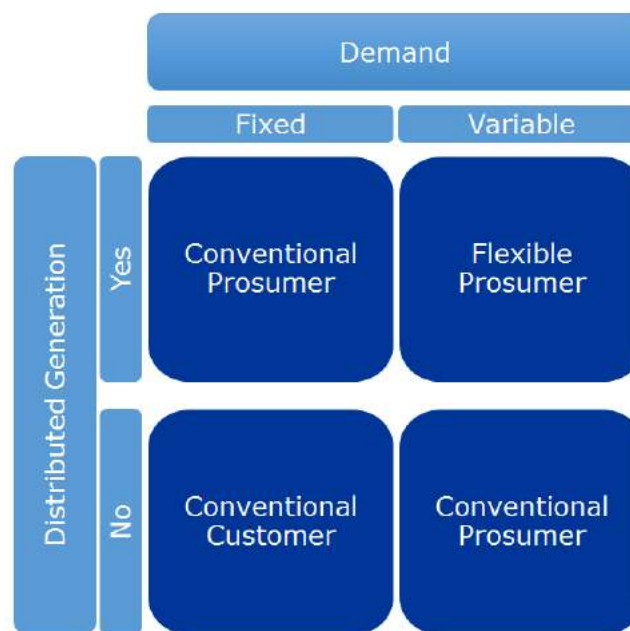 Demand
Fixed
Variable
Distributed Generation
Yes
Conventional
Prosumer
Flexible
Prosumer
No
Conventional
Customer
Conventional
Prosumer